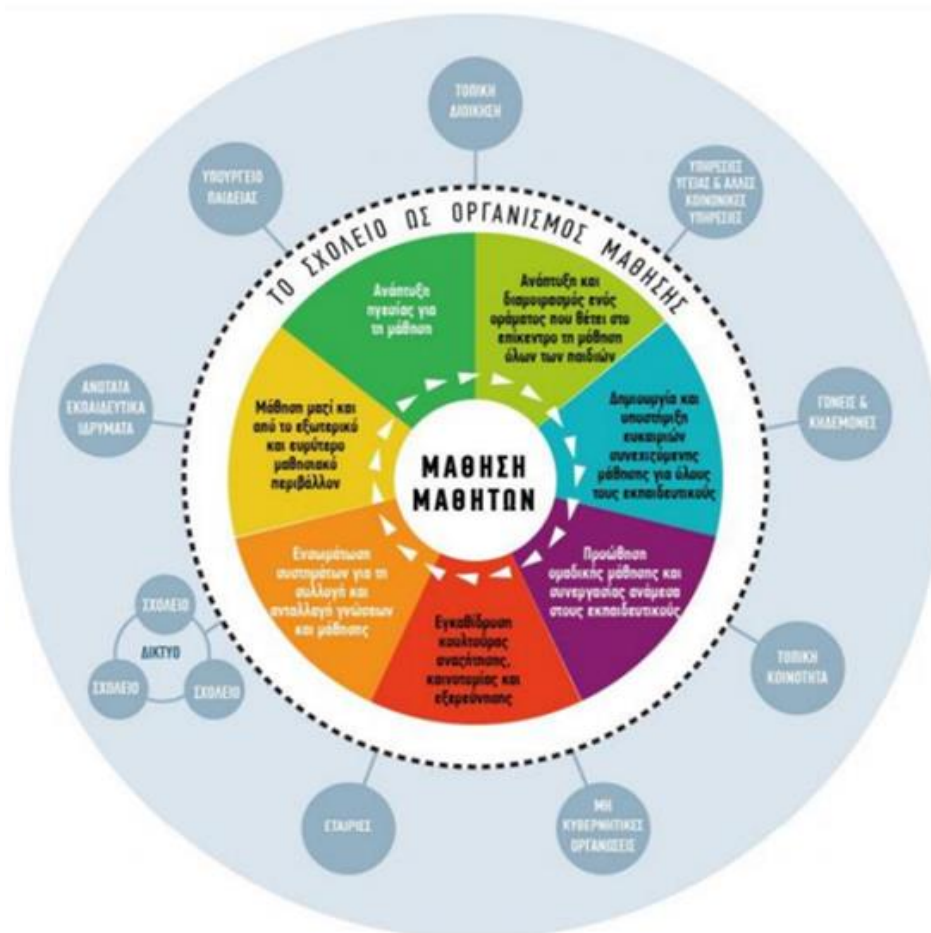 ΤΟΠΙΚΗ
ΔΙΟΙΚΗΣΗ
ΥΠΗΡΕΣΙΕΣ
ΥΓΕΙΑΣ & ΑΛΛΕΣ
ΚΟΙΝΩΝΙΚΕΣ
ΥΠΗΡΕΣΙΕΣ
ΓΟΝΕΙΣ
& ΚΗΔΕΜΟΝΕΣ
ΤΟΠΙΚΗ
ΚΟΙΝΟΤΗΤΑ
ΜΗ
ΚΥΒΕΡΝΗΤΙΚΕΣ
ΟΡΓΑΝΩΣΕΙΣ
ΕΤΑΙΡΙΕΣ
ΣΧΟΛΕΙΟ
ΔΙΚΤΥΟ
ΣΧΟΛΕΙΟ
ΣΧΟΛΕΙΟ
ΑΝΩΤΑΤΑ
ΕΚΠΑΙΔΕΥΤΙΚΑ
ΙΔΡΥΜΑΤΑ
ΥΠΟΥΡΓΕΙΟ
ΠΑΙΔΕΙΑΣ
ΤΟ ΣΧΟΛΕΙΟ ΩΣ ΟΡΓΑΝΙΣΜΟΣ ΜΑΘΗΣΗΣ
Ανάπτυξη και
διαμοιρασμός ενός
οράματος που θέτει στο
επίκεντρο τη μάθηση
όλων των παιδιών
Δημιουργία και
υποστήριξη
ευκαιριών
συνεχιζόμενης
μάθησης για όλους
τους εκπαιδευτικούς
Προώθηση
ομαδικής μάθησης και
συνεργασίας ανάμεσα
στους εκπαιδευτικούς
Εγκαθίδρυση
κουλτούρας
αναζήτησης,
καινοτομίας και
εξερεύνησης
Ενσωμάτωση
συστημάτων για τη
συλλογή και
ανταλλαγή γνώσεων
και μάθησης
Μάθηση μαζί και
από το εξωτερικό
και ευρύτερο
μαθησιακό
περιβάλλον
Ανάπτυξη
ηγεσίας για
τη μάθηση
ΜΑΘΗΣΗ
ΜΑΘΗΤΩΝ